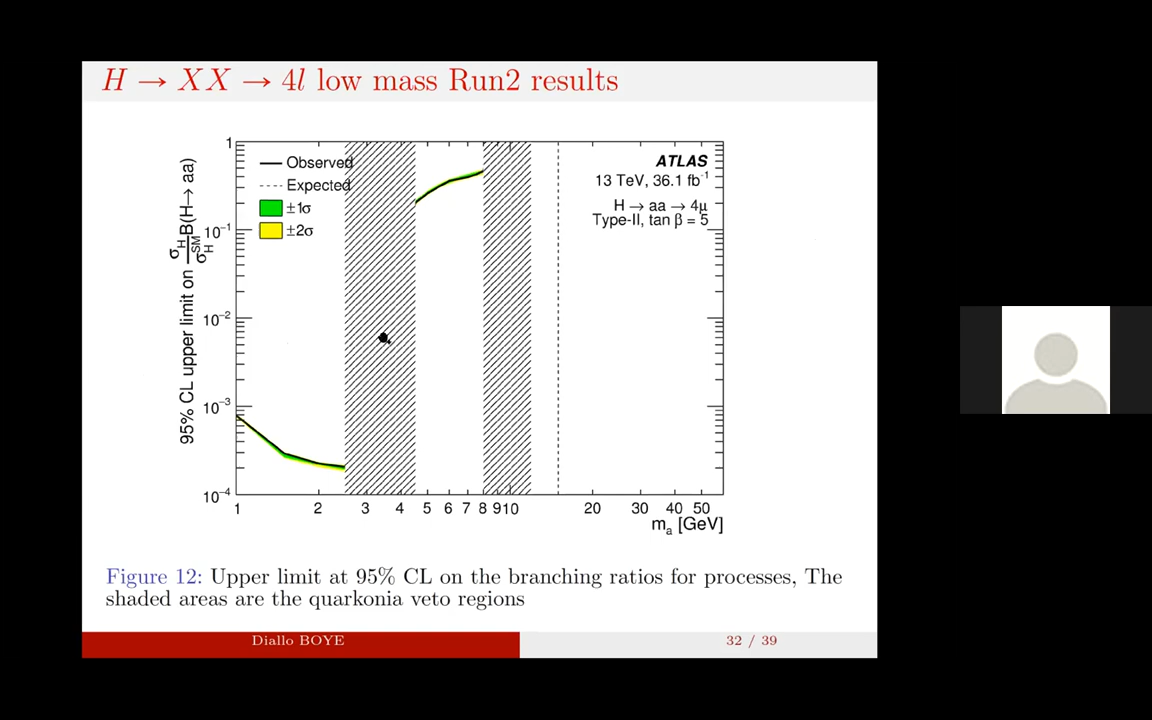 H → XX → 4l low mass Run2 results
95% CL upper limit on σH/σHSM B(H→ aa)
1
10⁻¹
10⁻²
10⁻³
10⁻⁴
Observed
Expected
±1σ
±2σ
ATLAS
13 TeV, 36.1 fb⁻¹
H → aa → 4μ
Type-II, tan β = 5
1 2 3 4 5 6 7 8 9 10 20 30 40 50
mₐ [GeV]
Figure 12: Upper limit at 95% CL on the branching ratios for processes, The
shaded areas are the quarkonia veto regions
Diallo BOYE 32 / 39